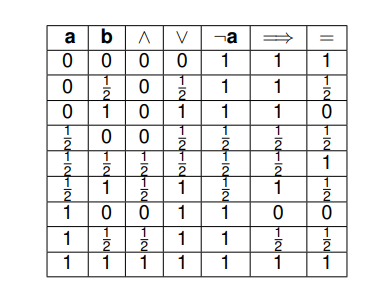 a b ∧ ∨ ¬a ⟹ =
0 0 0 0 1 1 1
0 1/2 0 1/2 1 1 1/2
0 1 0 1 1 1 0
1/2 0 0 1/2 1/2 1/2 1/2
1/2 1/2 1/2 1/2 1/2 1/2 1
1/2 1 1/2 1 1/2 1 1/2
1 0 0 1 1 0 0
1 1/2 1/2 1 1 1/2 1/2
1 1 1 1 1 1 1